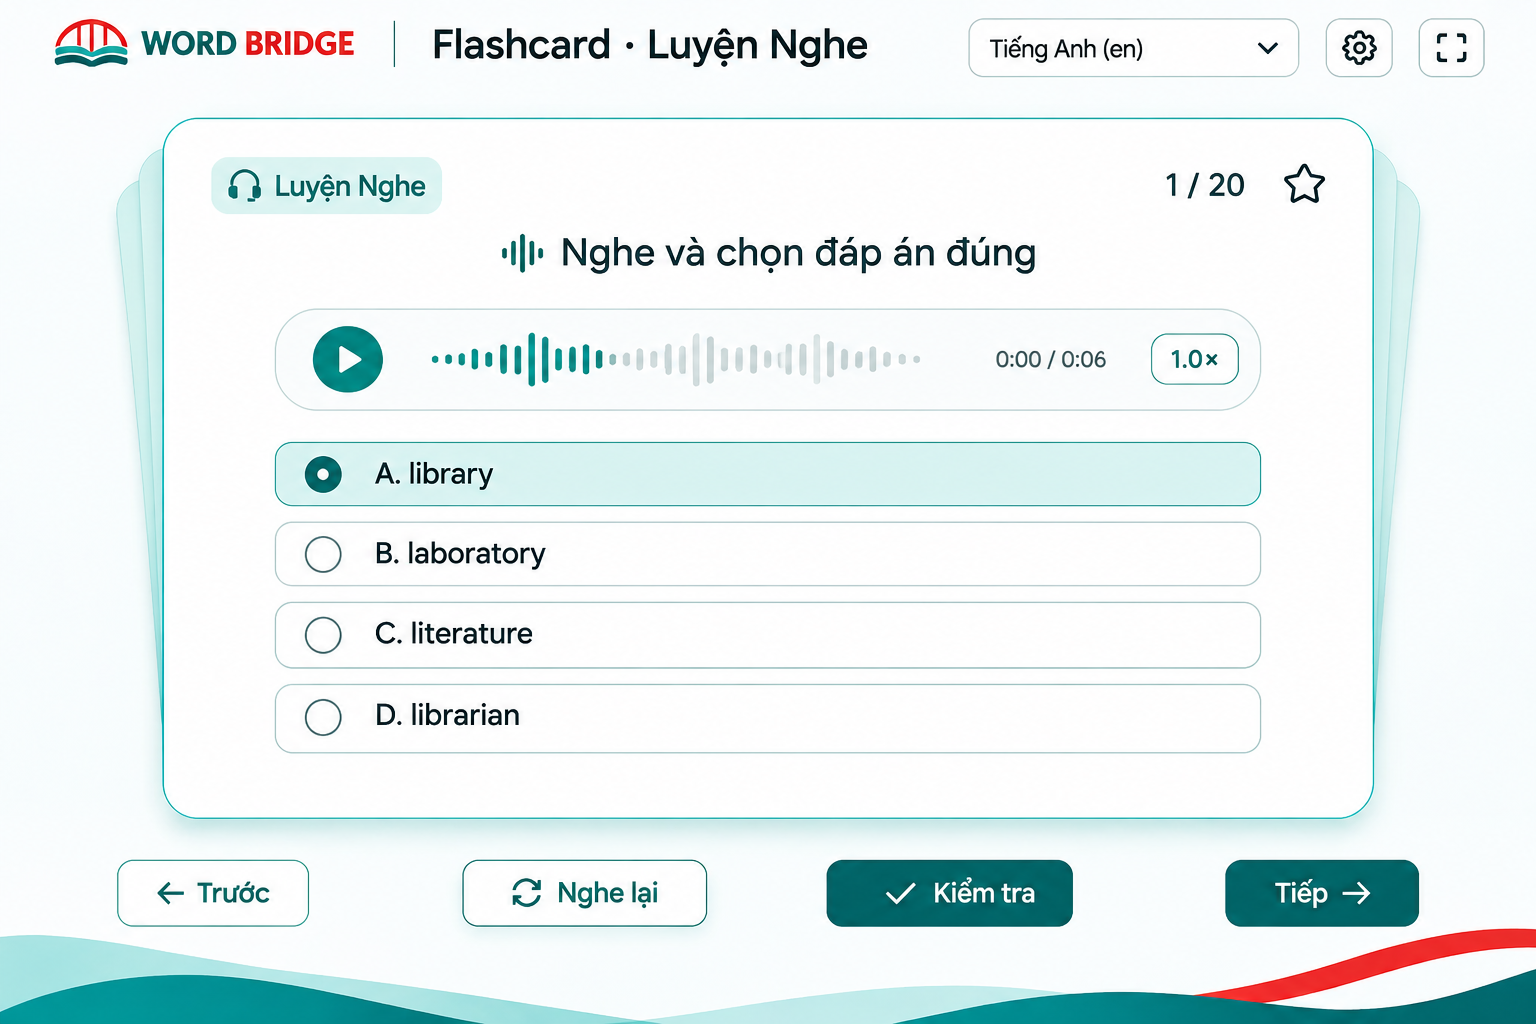 WORD BRIDGE
Flashcard · Luyện Nghe
Tiếng Anh (en)
Luyện Nghe
1 / 20
Nghe và chọn đáp án đúng
0:00 / 0:06
1.0×
A. library
B. laboratory
C. literature
D. librarian
← Trước
Nghe lại
Kiểm tra
Tiếp →